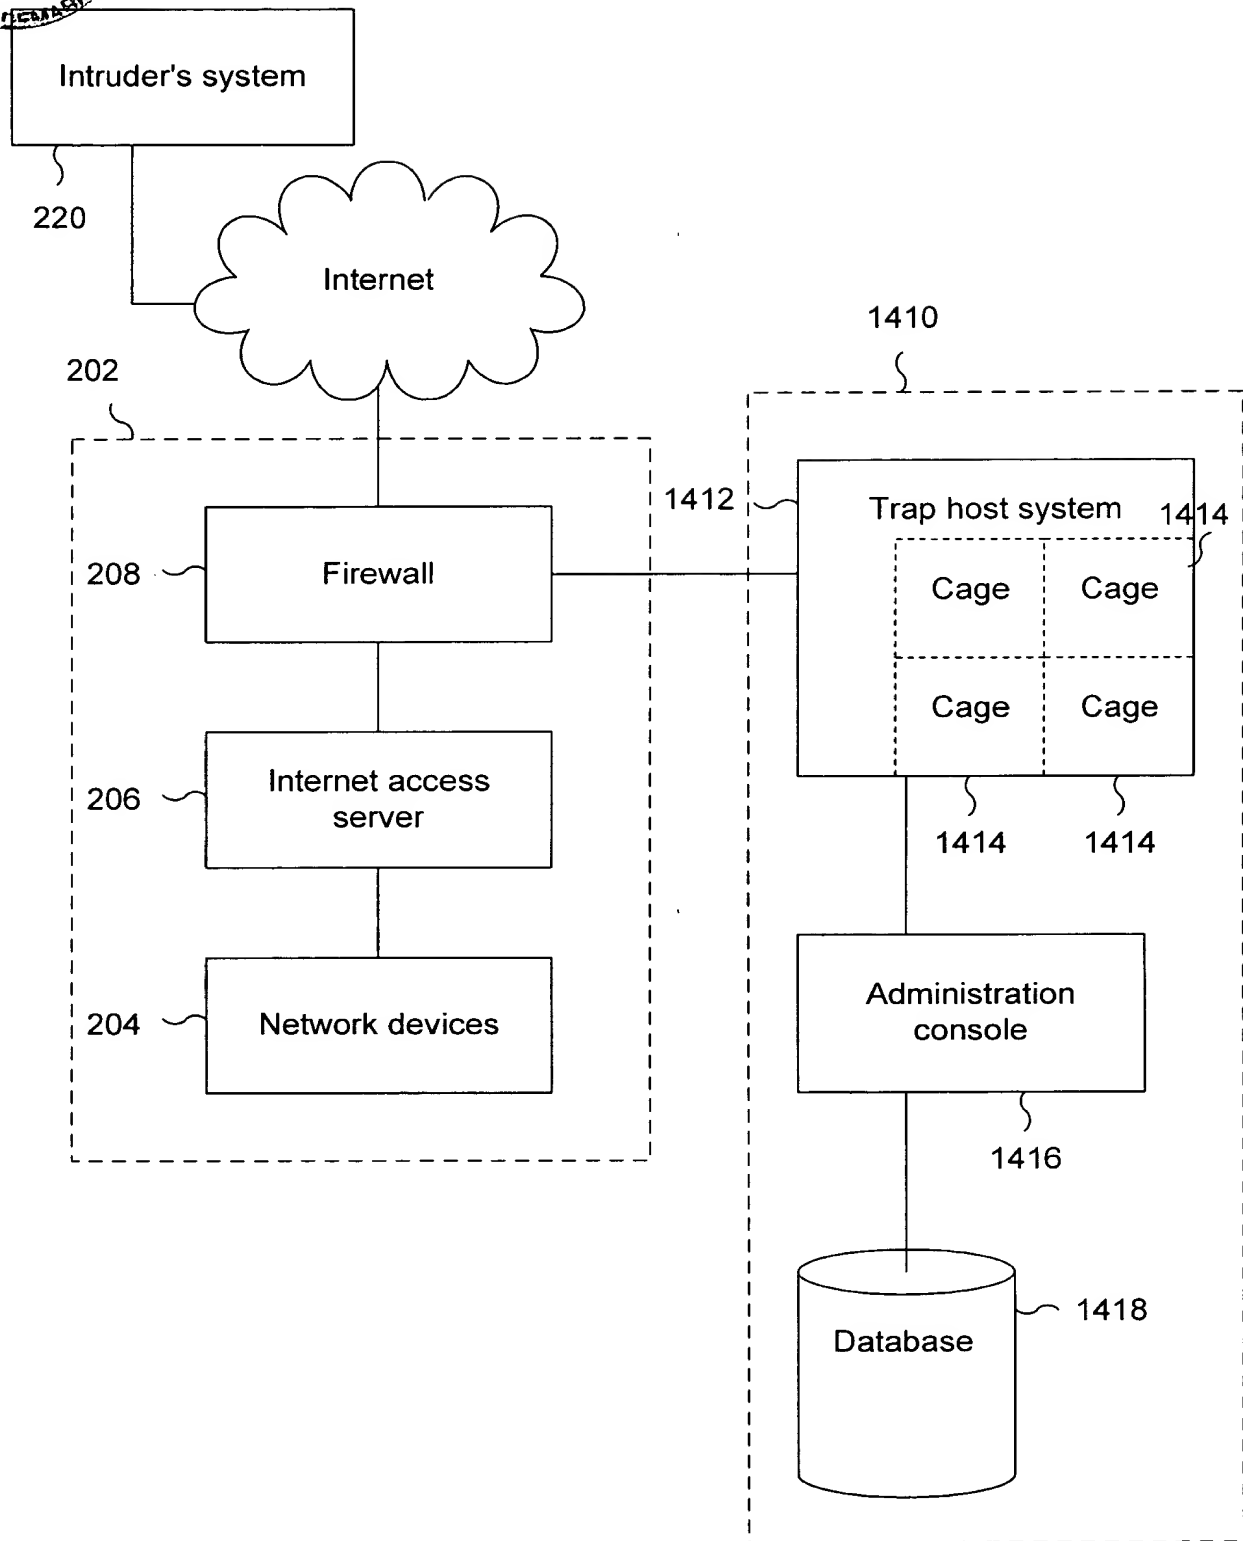 Intruder's system
220
Internet
1410
202
1412
Trap host system
1414
208
Firewall
Cage
Cage
Cage
Cage
206
Internet access
server
1414
1414
204
Network devices
Administration
console
1416
1418
Database